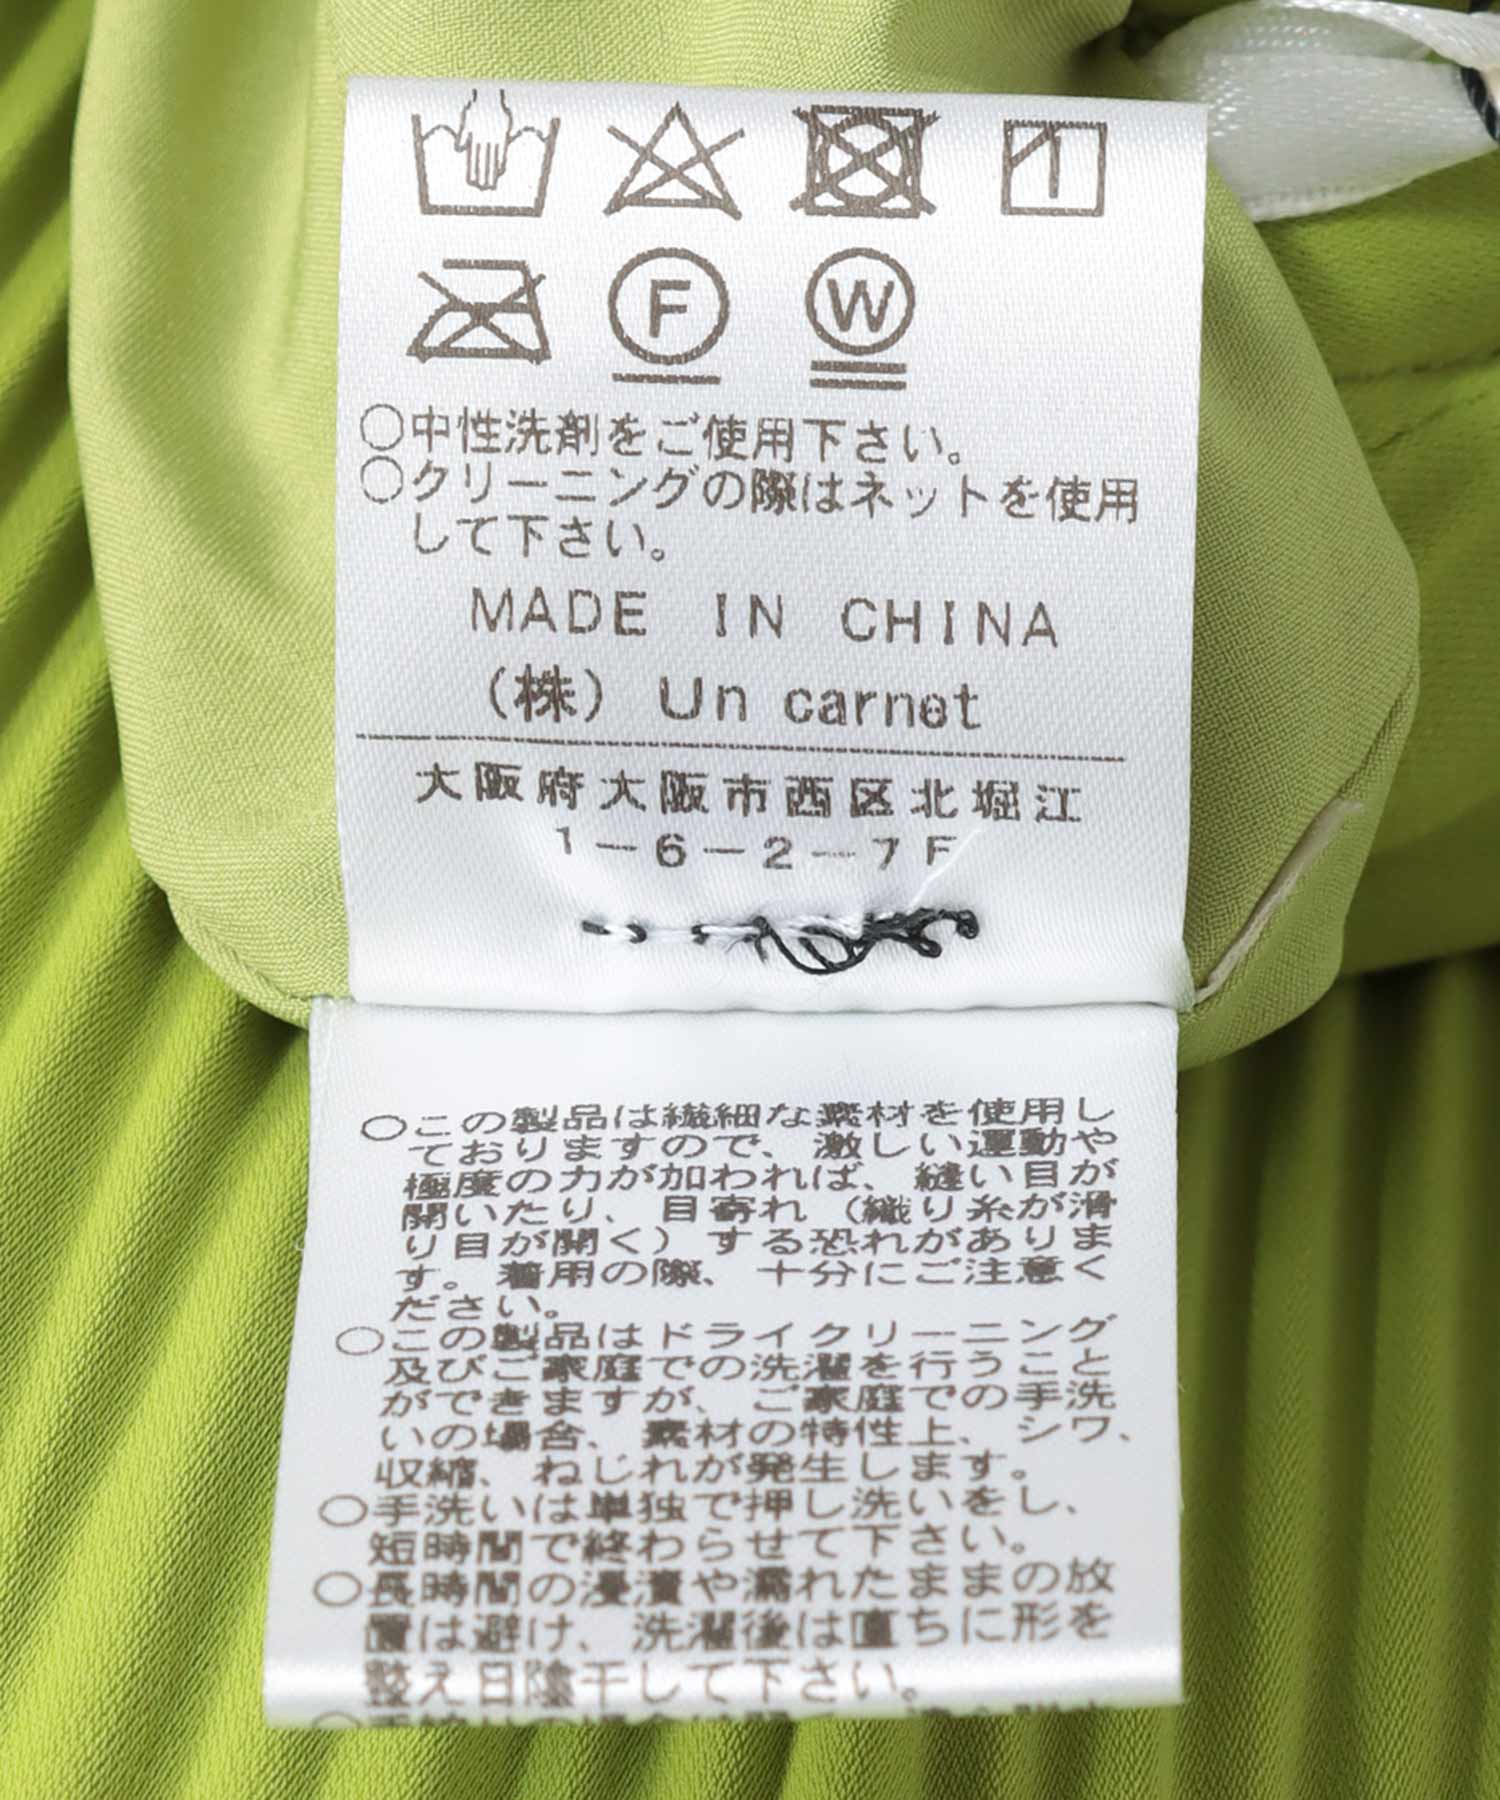 F
W
○中性洗剤をご使用下さい。
○クリーニングの際はネットを使用
して下さい。
MADE IN CHINA
(株) Un carnet
大阪府大阪市西区北堀江
1-6-2-7F
○この製品は繊細な素材を使用し
ておりますので、激しい運動や
極度の力が加われば、縫い目が
開いたり、目寄れ(織り糸が滑
り目が開く)する恐れがありま
す。着用の際、十分にご注意く
ださい。
○この製品はドライクリーニング
及びご家庭での洗濯を行うこと
ができますが、ご家庭での手洗
いの場合、素材の特性上、シワ、
収縮、ねじれが発生します。
○手洗いは単独で押し洗いをし、
短時間で終わらせて下さい。
○長時間の浸漬や濡れたままの放
置は避け、洗濯後は直ちに形を
整え日陰干して下さい。